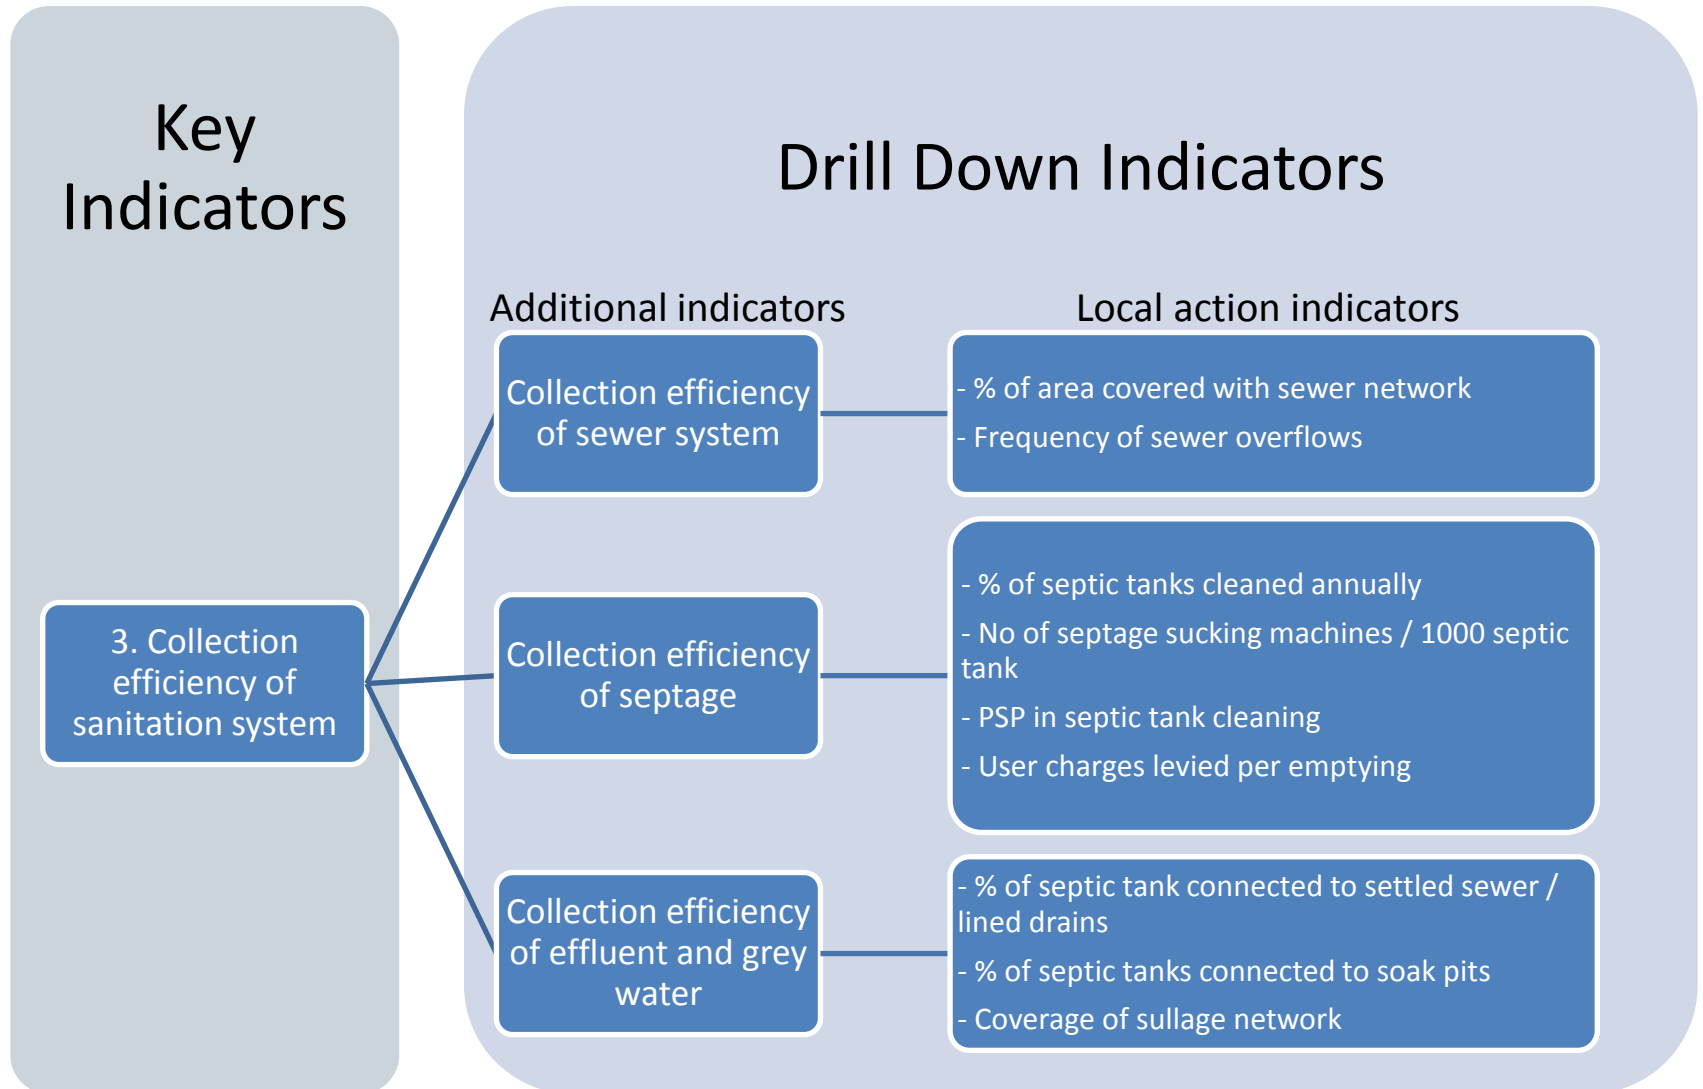 Key
Indicators
Drill Down Indicators
Additional indicators
Local action indicators
3. Collection
efficiency of
sanitation system
Collection efficiency
of sewer system
- % of area covered with sewer network
- Frequency of sewer overflows
Collection efficiency
of septage
- % of septic tanks cleaned annually
- No of septage sucking machines / 1000 septic
tank
- PSP in septic tank cleaning
- User charges levied per emptying
Collection efficiency
of effluent and grey
water
- % of septic tank connected to settled sewer /
lined drains
- % of septic tanks connected to soak pits
- Coverage of sullage network